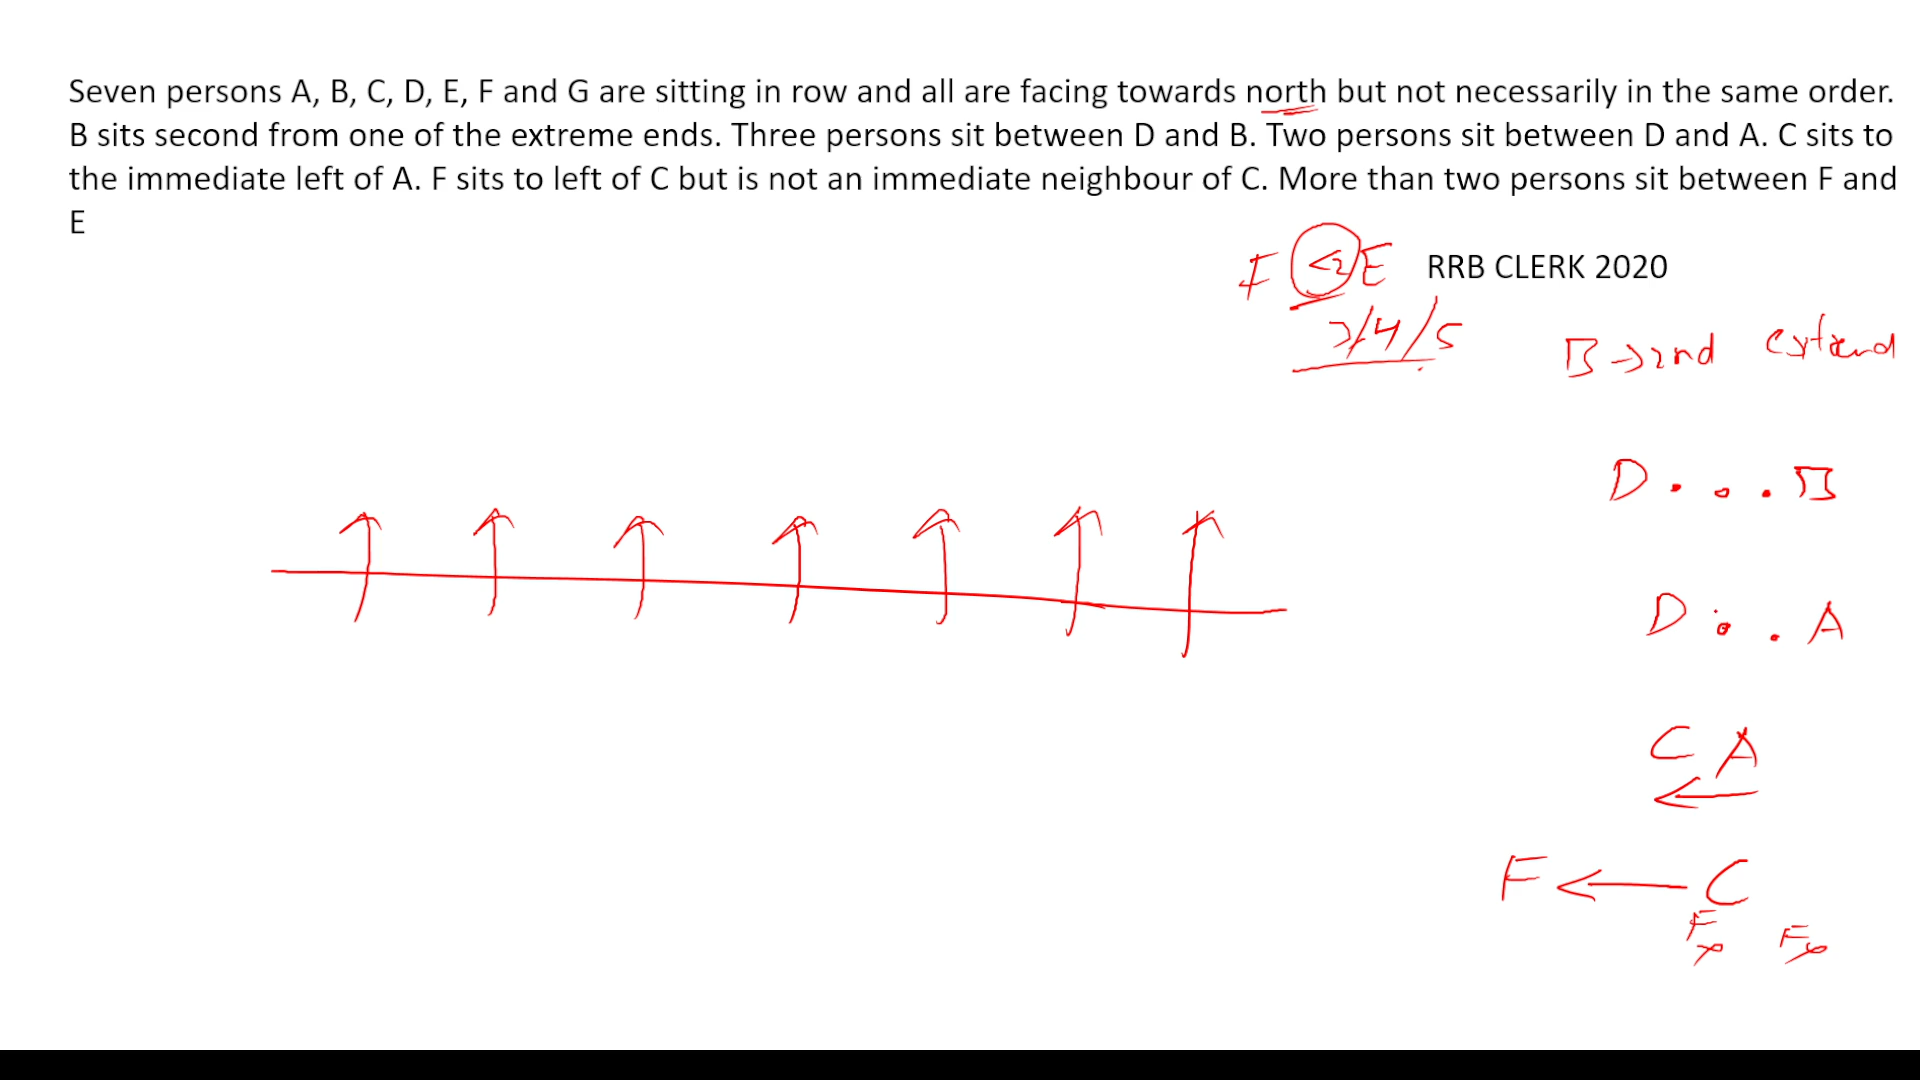 Seven persons A, B, C, D, E, F and G are sitting in row and all are facing towards north but not necessarily in the same order.
B sits second from one of the extreme ends. Three persons sit between D and B. Two persons sit between D and A. C sits to
the immediate left of A. F sits to left of C but is not an immediate neighbour of C. More than two persons sit between F and
E
F <2 E RRB CLERK 2020
3/4/5
B → 2nd
D . . . B
D . . A
C A
F ← C
F F